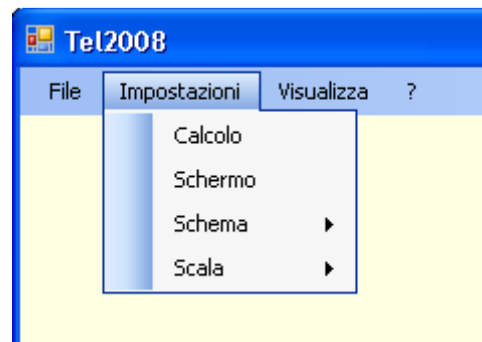 Tel2008
File Impostazioni Visualizza ?
Calcolo
Schermo
Schema
Scala